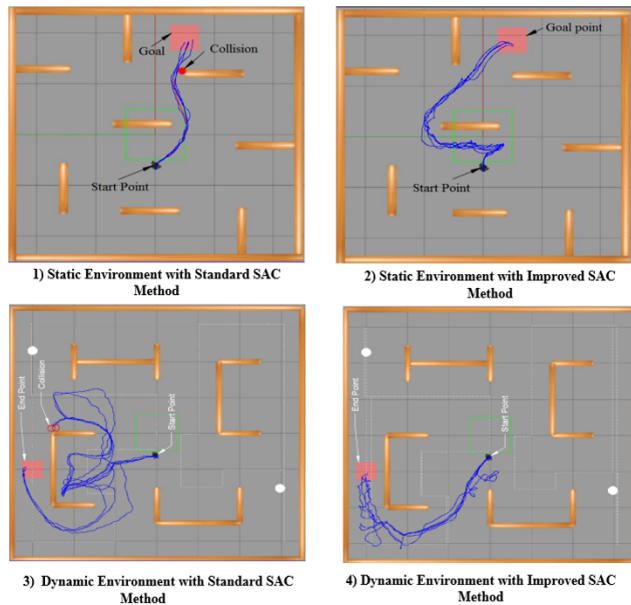 Goal
Collision
Start Point
Goal point
Start Point
1) Static Environment with Standard SAC
Method
2) Static Environment with Improved SAC
Method
End Point
Collision
Start Point
End Point
Start Point
3) Dynamic Environment with Standard SAC
Method
4) Dynamic Environment with Improved SAC
Method